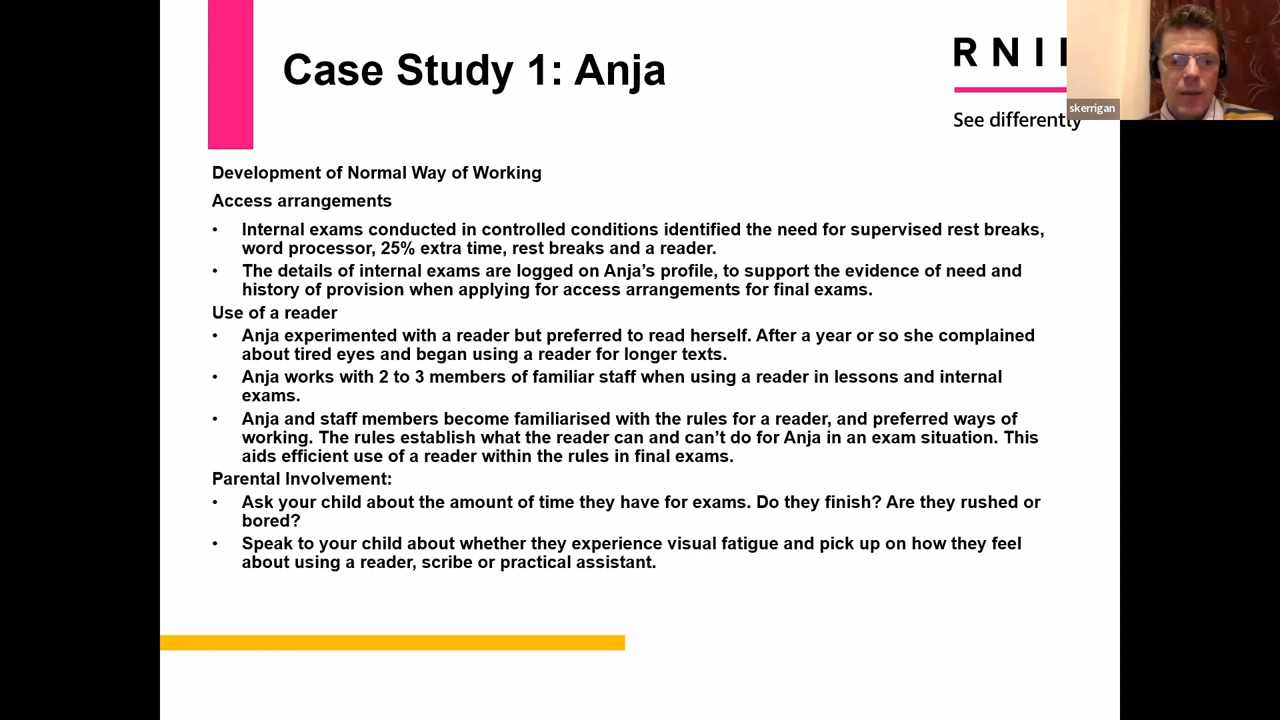 Case Study 1: Anja
RNI
See differently
skerrigan
Development of Normal Way of Working
Access arrangements
• Internal exams conducted in controlled conditions identified the need for supervised rest breaks,
word processor, 25% extra time, rest breaks and a reader.
• The details of internal exams are logged on Anja’s profile, to support the evidence of need and
history of provision when applying for access arrangements for final exams.
Use of a reader
• Anja experimented with a reader but preferred to read herself. After a year or so she complained
about tired eyes and began using a reader for longer texts.
• Anja works with 2 to 3 members of familiar staff when using a reader in lessons and internal
exams.
• Anja and staff members become familiarised with the rules for a reader, and preferred ways of
working. The rules establish what the reader can and can’t do for Anja in an exam situation. This
aids efficient use of a reader within the rules in final exams.
Parental Involvement:
• Ask your child about the amount of time they have for exams. Do they finish? Are they rushed or
bored?
• Speak to your child about whether they experience visual fatigue and pick up on how they feel
about using a reader, scribe or practical assistant.